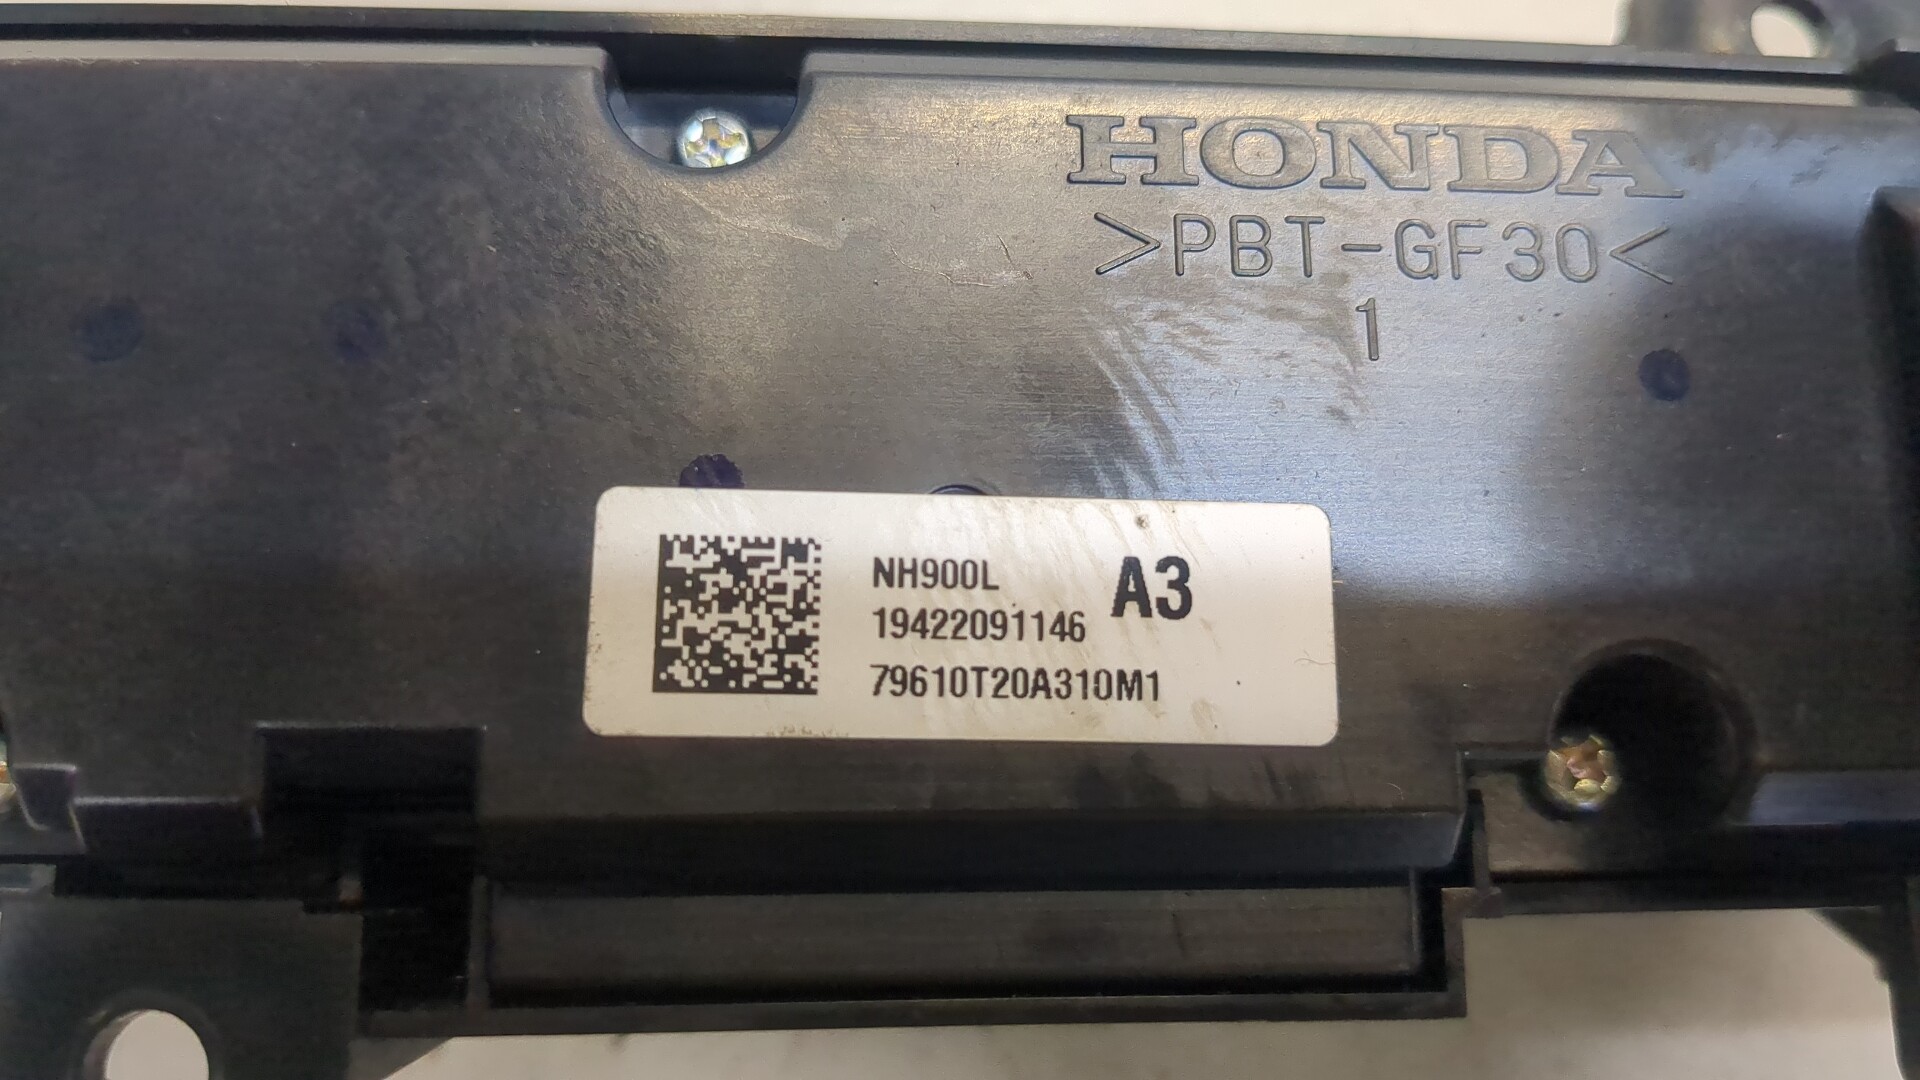 HONDA
>PBT-GF30<
1
NH900L
A3
19422091146
79610T20A310M1